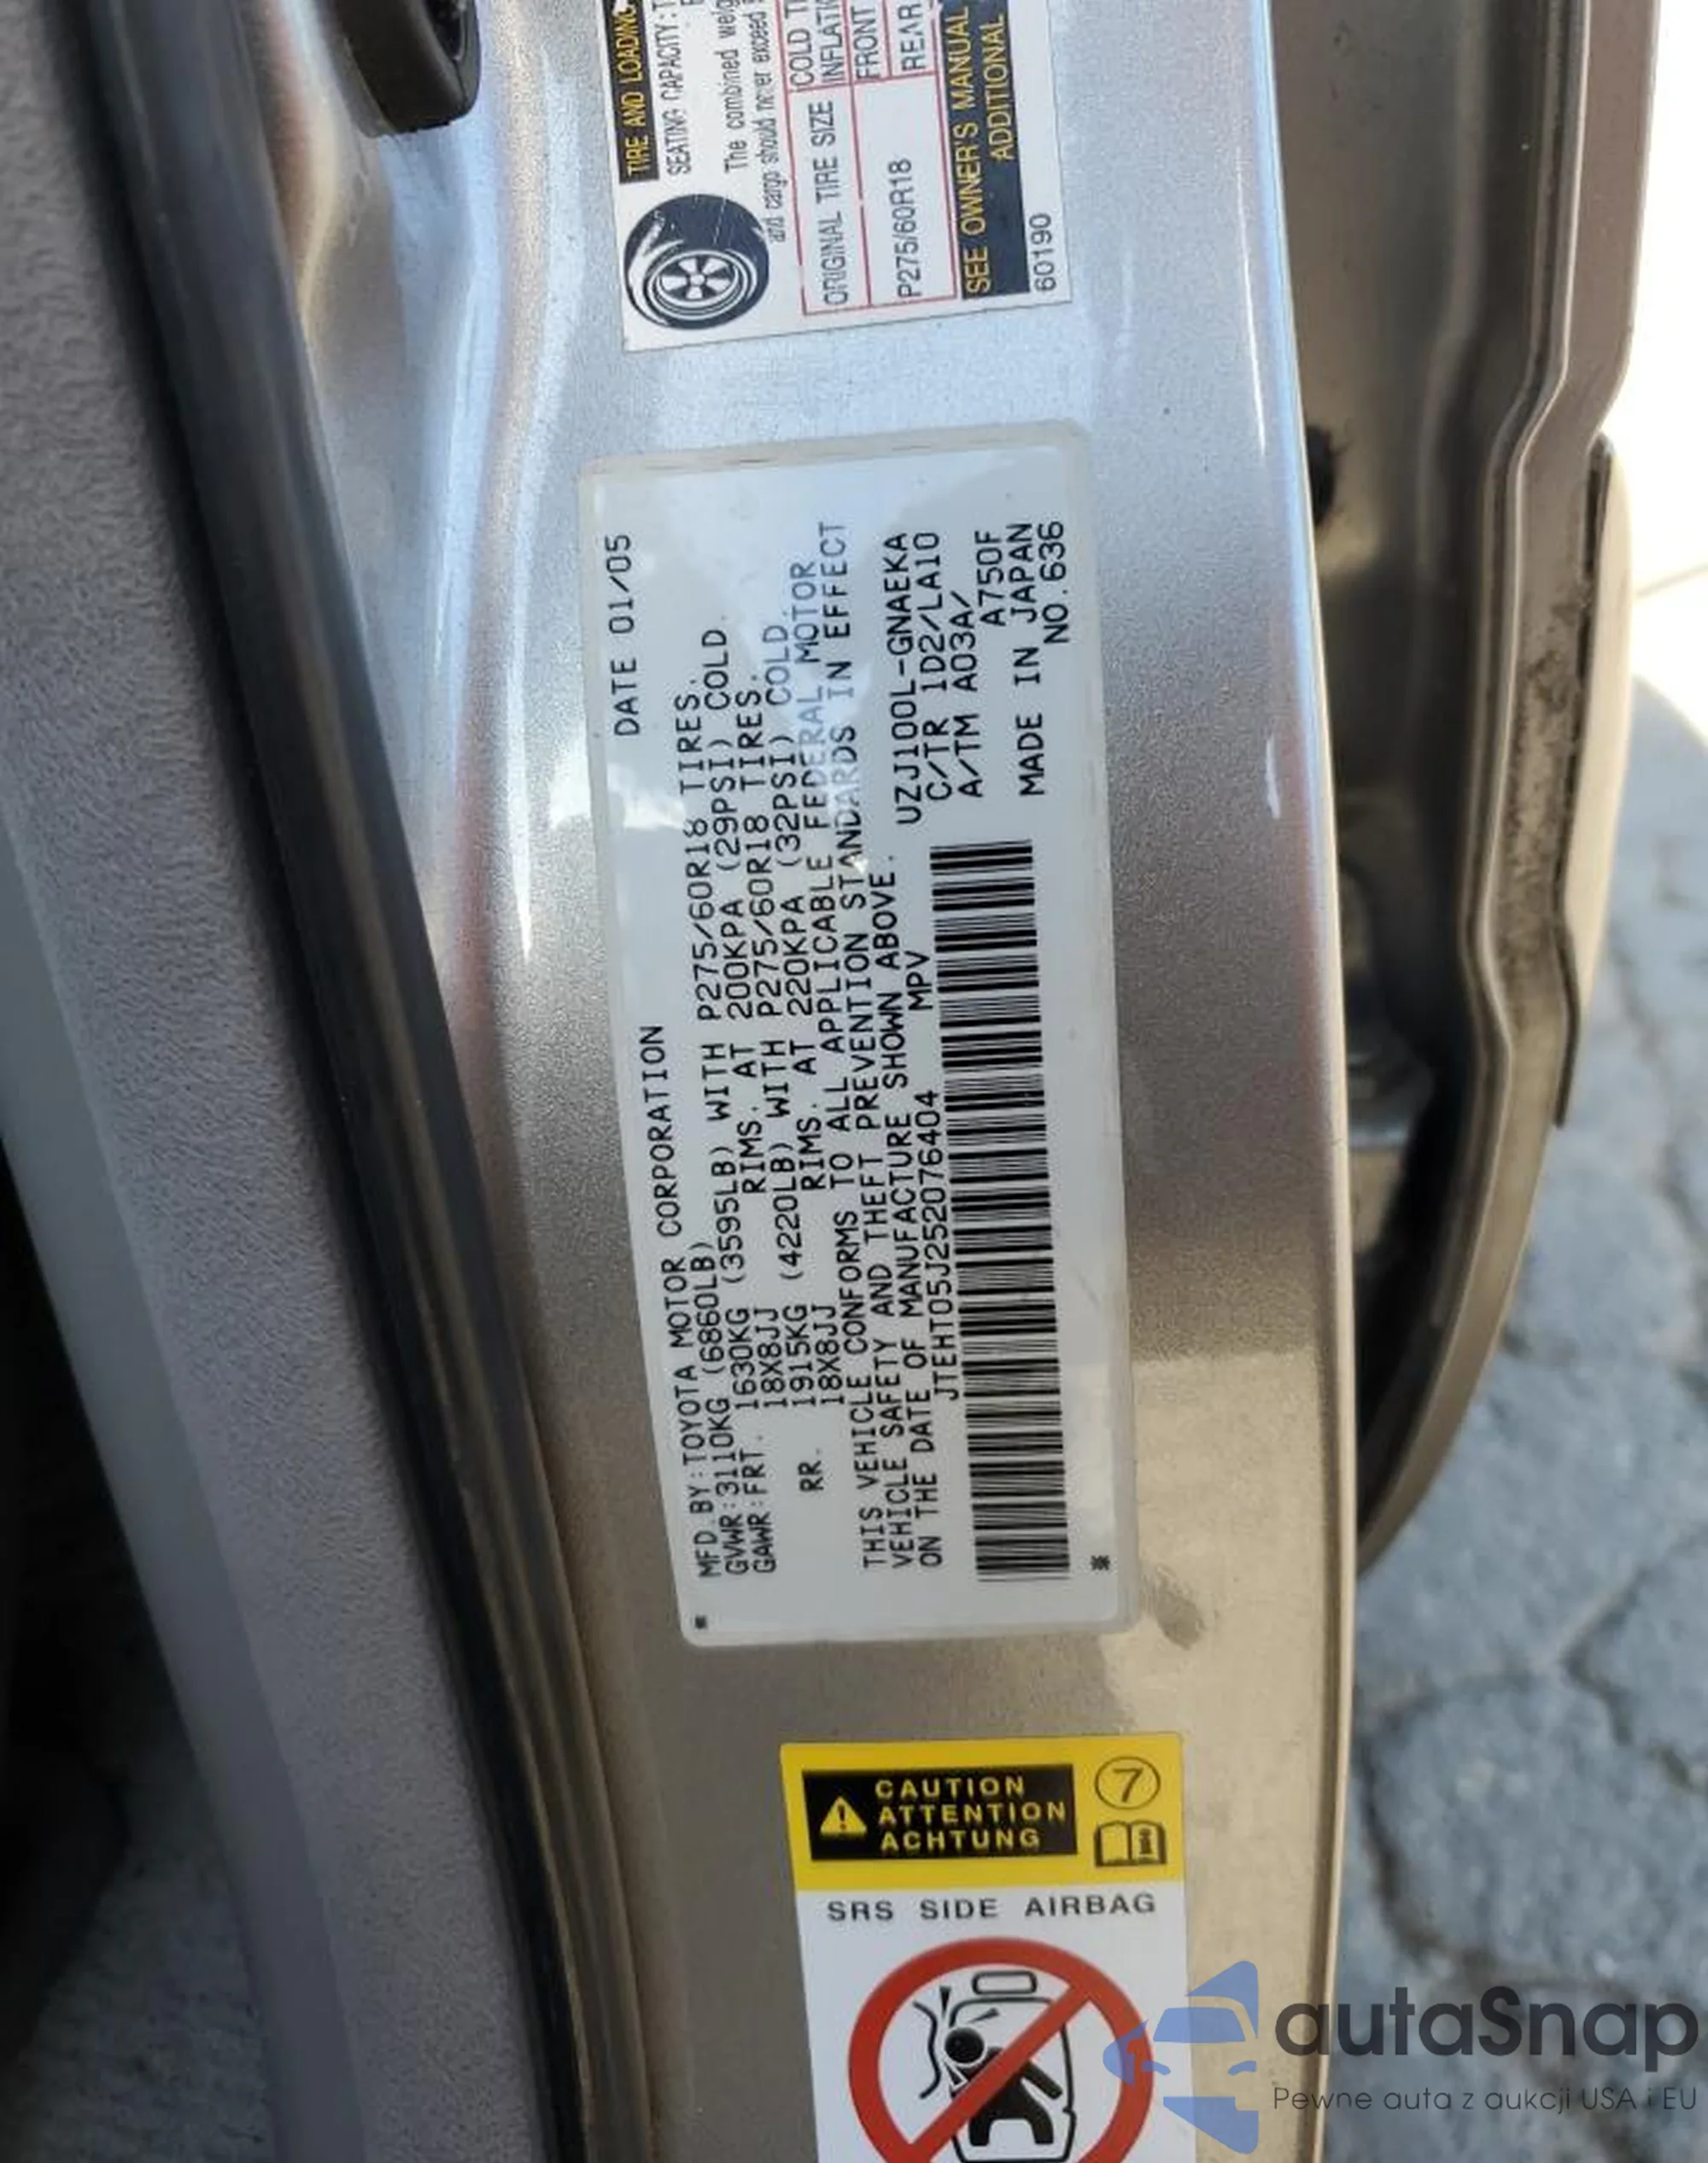 TIRE AND LOADING
SEATING CAPACITY:
The combined
and cargo should never exceed
ORIGINAL TIRE SIZE
COLD
FRONT
REAR
P275/60R18
SEE OWNER'S MANUAL
ADDITIONAL
60190
DATE 01/05
MFD.BY:TOYOTA MOTOR CORPORATION
GVWR:3110KG (6860LB)
GAWR:FRT. 1630KG (3595LB) WITH P275/60R18 TIRES.
18X8JJ RIMS. AT 200KPA (29PSI) COLD.
RR. 1915KG (4220LB) WITH P275/60R18 TIRES.
18X8JJ RIMS. AT 220KPA (32PSI) COLD.
THIS VEHICLE CONFORMS TO ALL APPLICABLE FEDERAL MOTOR
VEHICLE SAFETY AND THEFT PREVENTION STANDARDS IN EFFECT
ON THE DATE OF MANUFACTURE SHOWN ABOVE.
JTEHT05J252076404 MPV
UZJ100L-GNAEKA
C/TR 1D2/LA10
A/TM A03A/
A750F
MADE IN JAPAN
NO.636
CAUTION
ATTENTION
ACHTUNG
7
SRS SIDE AIRBAG
autaSnap
Pewne auta z aukcji USA i EU